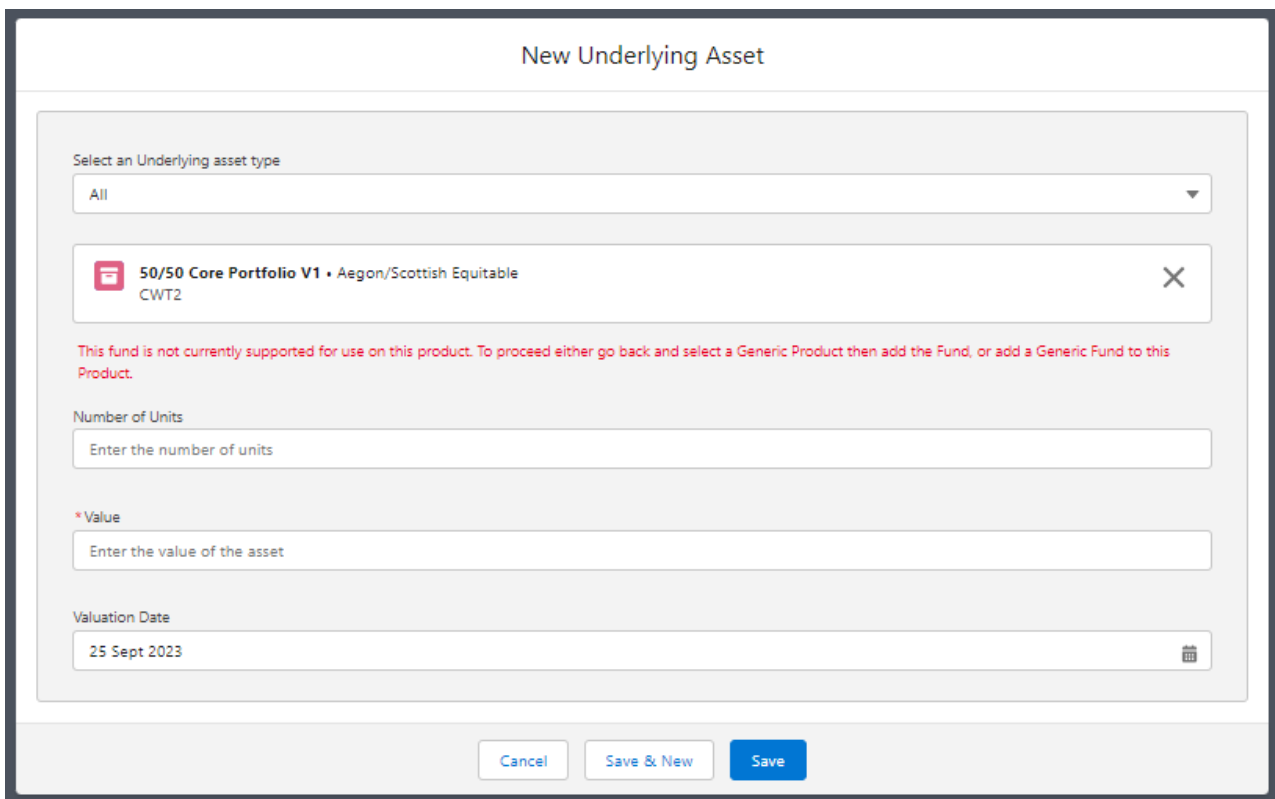 New Underlying Asset
Select an Underlying asset type
All
50/50 Core Portfolio V1 • Aegon/Scottish Equitable
CWT2
This fund is not currently supported for use on this product. To proceed either go back and select a Generic Product then add the Fund, or add a Generic Fund to this
Product.
Number of Units
Enter the number of units
* Value
Enter the value of the asset
Valuation Date
25 Sept 2023
Cancel
Save & New
Save